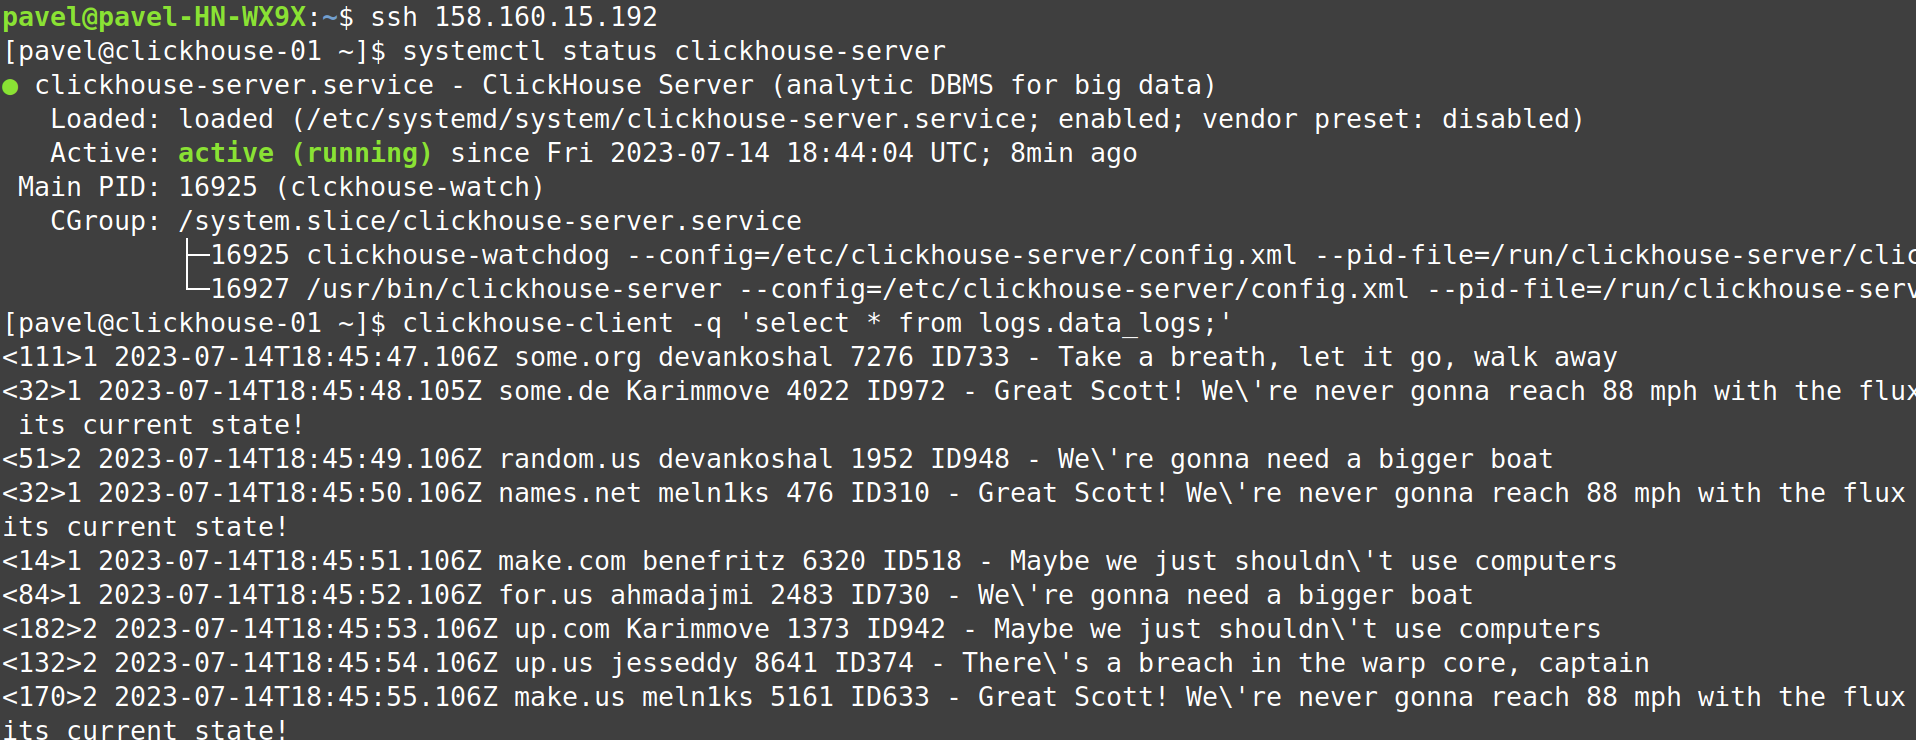 pavel@pavel-HN-WX9X:~$ ssh 158.160.15.192
[pavel@clickhouse-01 ~]$ systemctl status clickhouse-server
● clickhouse-server.service - ClickHouse Server (analytic DBMS for big data)
   Loaded: loaded (/etc/systemd/system/clickhouse-server.service; enabled; vendor preset: disabled)
   Active: active (running) since Fri 2023-07-14 18:44:04 UTC; 8min ago
 Main PID: 16925 (clckhouse-watch)
   CGroup: /system.slice/clickhouse-server.service
           ├─16925 clickhouse-watchdog --config=/etc/clickhouse-server/config.xml --pid-file=/run/clickhouse-server/clic
           └─16927 /usr/bin/clickhouse-server --config=/etc/clickhouse-server/config.xml --pid-file=/run/clickhouse-serv
[pavel@clickhouse-01 ~]$ clickhouse-client -q 'select * from logs.data_logs;'
<111>1 2023-07-14T18:45:47.106Z some.org devankoshal 7276 ID733 - Take a breath, let it go, walk away
<32>1 2023-07-14T18:45:48.105Z some.de Karimmove 4022 ID972 - Great Scott! We\'re never gonna reach 88 mph with the flux
 its current state!
<51>2 2023-07-14T18:45:49.106Z random.us devankoshal 1952 ID948 - We\'re gonna need a bigger boat
<32>1 2023-07-14T18:45:50.106Z names.net meln1ks 476 ID310 - Great Scott! We\'re never gonna reach 88 mph with the flux
its current state!
<14>1 2023-07-14T18:45:51.106Z make.com benefritz 6320 ID518 - Maybe we just shouldn\'t use computers
<84>1 2023-07-14T18:45:52.106Z for.us ahmadajmi 2483 ID730 - We\'re gonna need a bigger boat
<182>2 2023-07-14T18:45:53.106Z up.com Karimmove 1373 ID942 - Maybe we just shouldn\'t use computers
<132>2 2023-07-14T18:45:54.106Z up.us jesseddy 8641 ID374 - There\'s a breach in the warp core, captain
<170>2 2023-07-14T18:45:55.106Z make.us meln1ks 5161 ID633 - Great Scott! We\'re never gonna reach 88 mph with the flux
its current state!